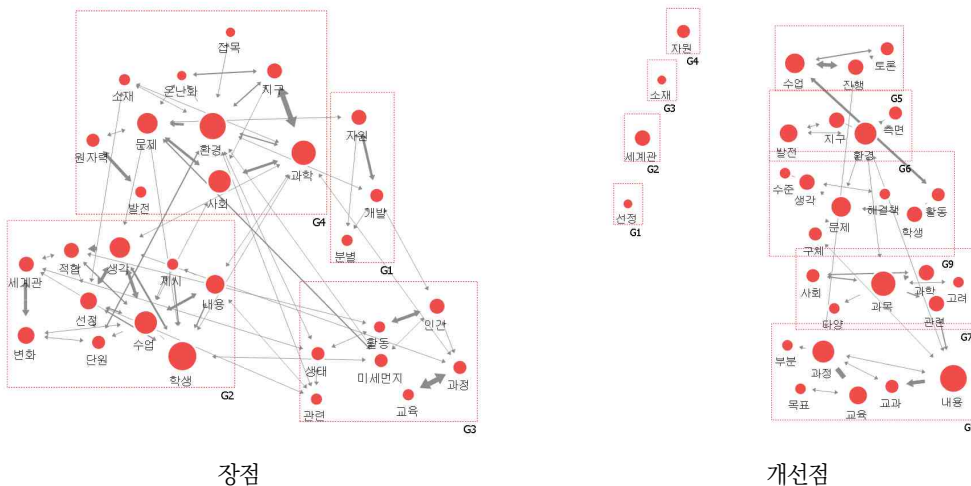 접목
온난화
지구
소재
문제
환경
과학
원자력
발전
사회
G4
자원
개발
분별
G1
적합
생각
제시
세계관
선정
내용
변화
단원
수업
학생
G2
인간
활동
생태
미세먼지
과정
교육
관련
G3
장점
자원
G4
소재
G3
세계관
G2
선정
G1
토론
수업
진행
G5
측면
지구
발전
환경
G6
수준
생각
해결책
활동
문제
학생
구체
G9
사회
과학
과목
고려
관련
다양
G7
부분
과정
목표
교육
교과
내용
G
개선점